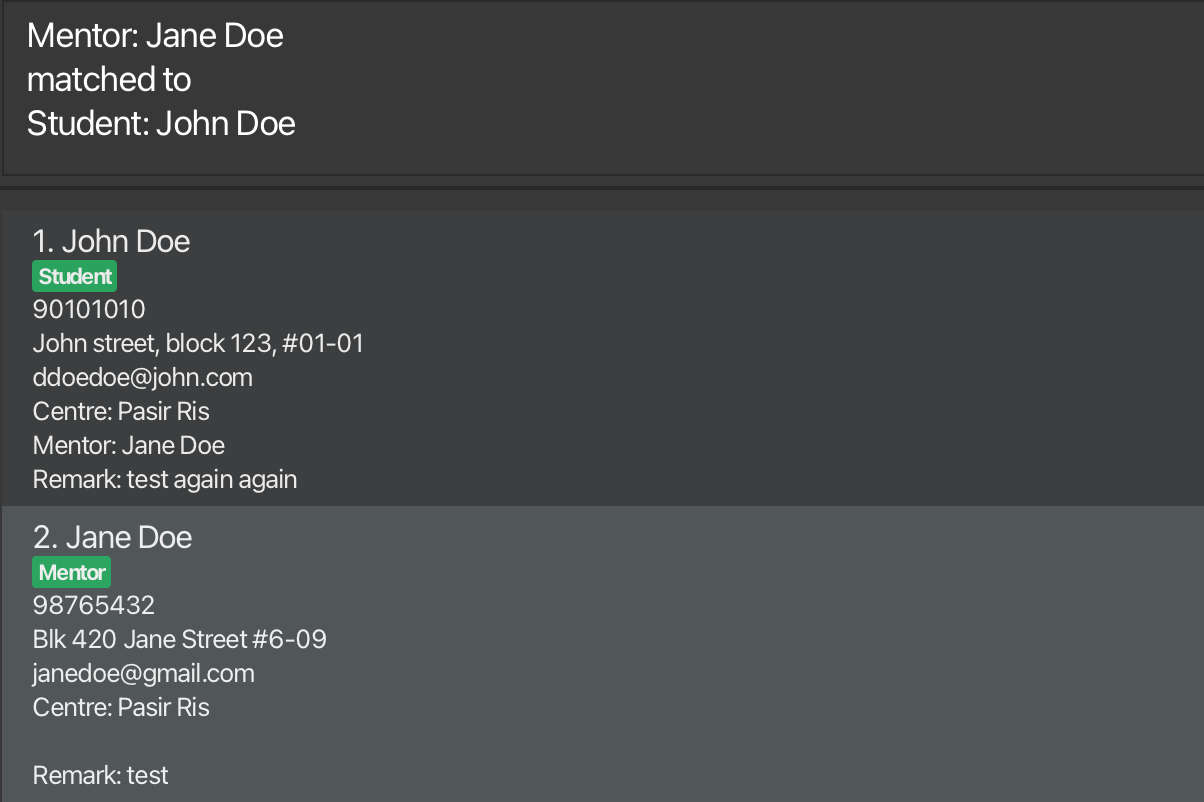 Mentor: Jane Doe
matched to
Student: John Doe
1. John Doe
Student
90101010
John street, block 123, #01-01
ddoedoe@john.com
Centre: Pasir Ris
Mentor: Jane Doe
Remark: test again again
2. Jane Doe
Mentor
98765432
Blk 420 Jane Street #6-09
janedoe@gmail.com
Centre: Pasir Ris
Remark: test